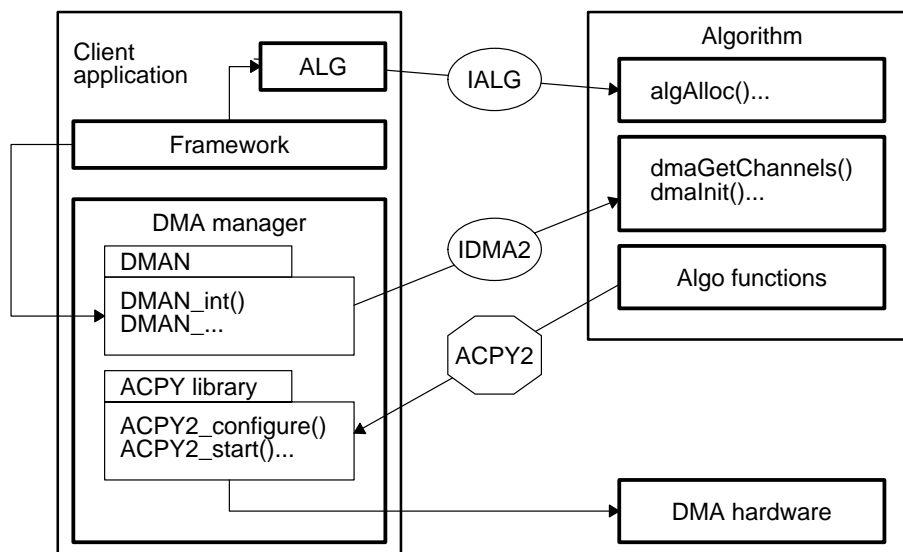 Client
application
ALG
IALG
Algorithm
algAlloc()...
Framework
dmaGetChannels()
dmaInit()...
DMA manager
DMAN
DMAN_int()
DMAN_...
IDMA2
Algo functions
ACPY2
ACPY library
ACPY2_configure()
ACPY2_start()...
DMA hardware